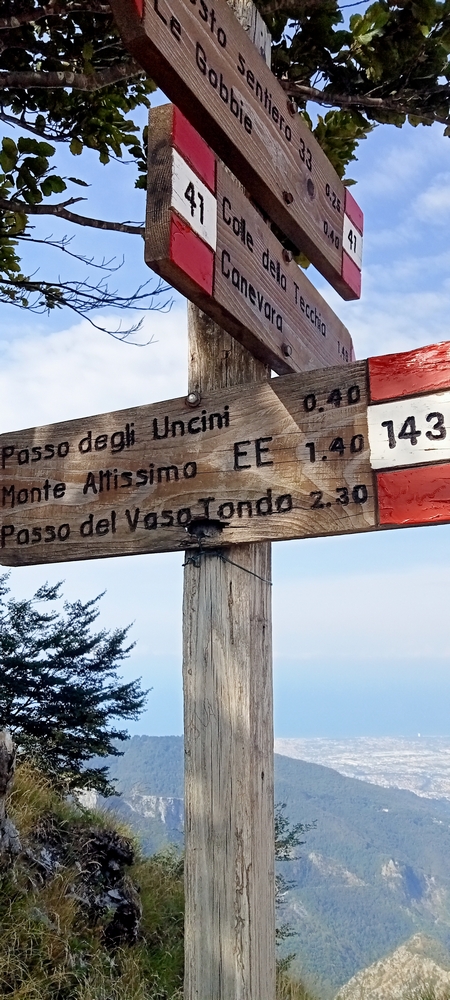 sto Sentiero 33 0.25
Le Gobbie 0.40
41
41
Colle della Tecchia
Canevara
Passo degli Uncini 0.40
Monte Altissimo EE 1.40
Passo del Vaso Tondo 2.30
143